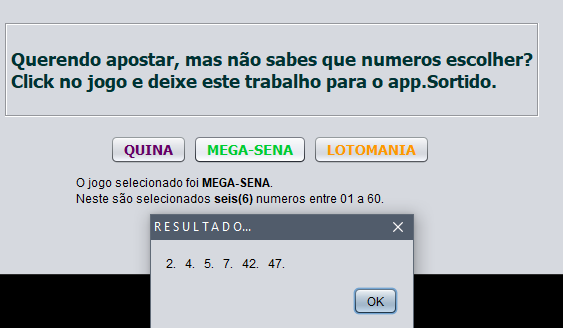 Querendo apostar, mas não sabes que numeros escolher?
Click no jogo e deixe este trabalho para o app.Sortido.
QUINA MEGA-SENA LOTOMANIA
O jogo selecionado foi MEGA-SENA.
Neste são selecionados seis(6) numeros entre 01 a 60.
R E S U L T A D O...
2. 4. 5. 7. 42. 47.
OK